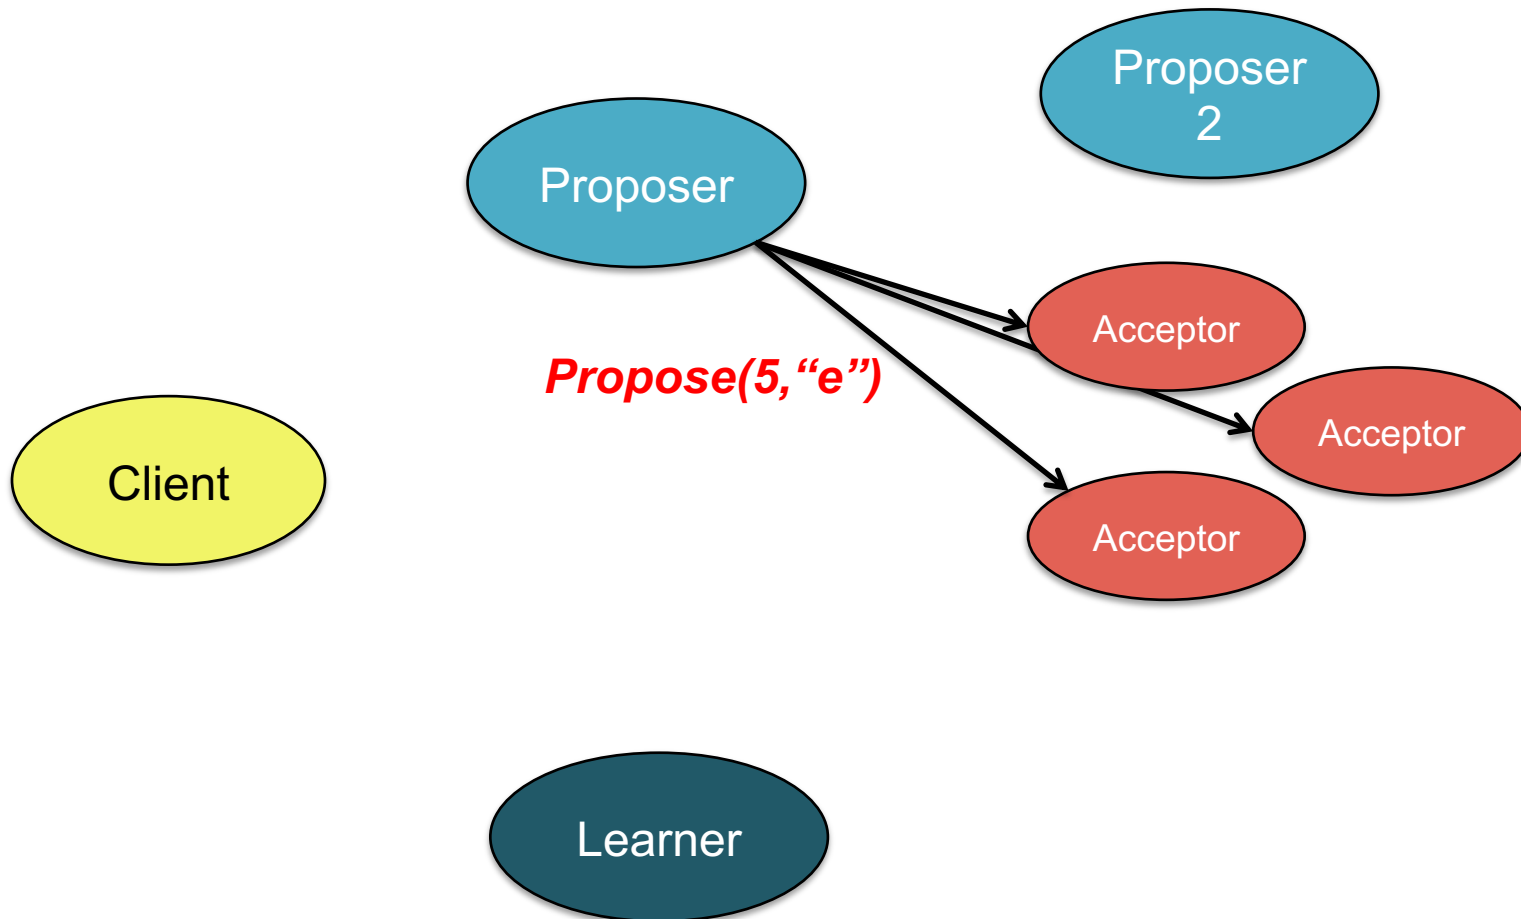 Proposer
2
Proposer
Acceptor
Propose(5,“e”)
Acceptor
Client
Acceptor
Learner